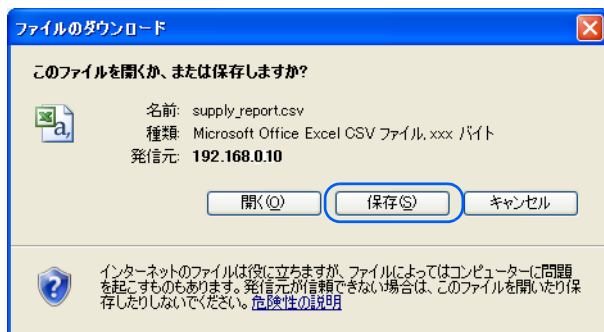 ファイルのダウンロード
このファイルを開くか、または保存しますか?
名前: supply_report.csv
種類: Microsoft Office Excel CSV ファイル, xxx バイト
発信元: 192.168.0.10
開く(O) 保存(S) キャンセル
インターネットのファイルは役に立ちますが、ファイルによってはコンピューターに問題
を起こすものもあります。発信元が信頼できない場合は、このファイルを開いたり保
存したりしないでください。危険性の説明